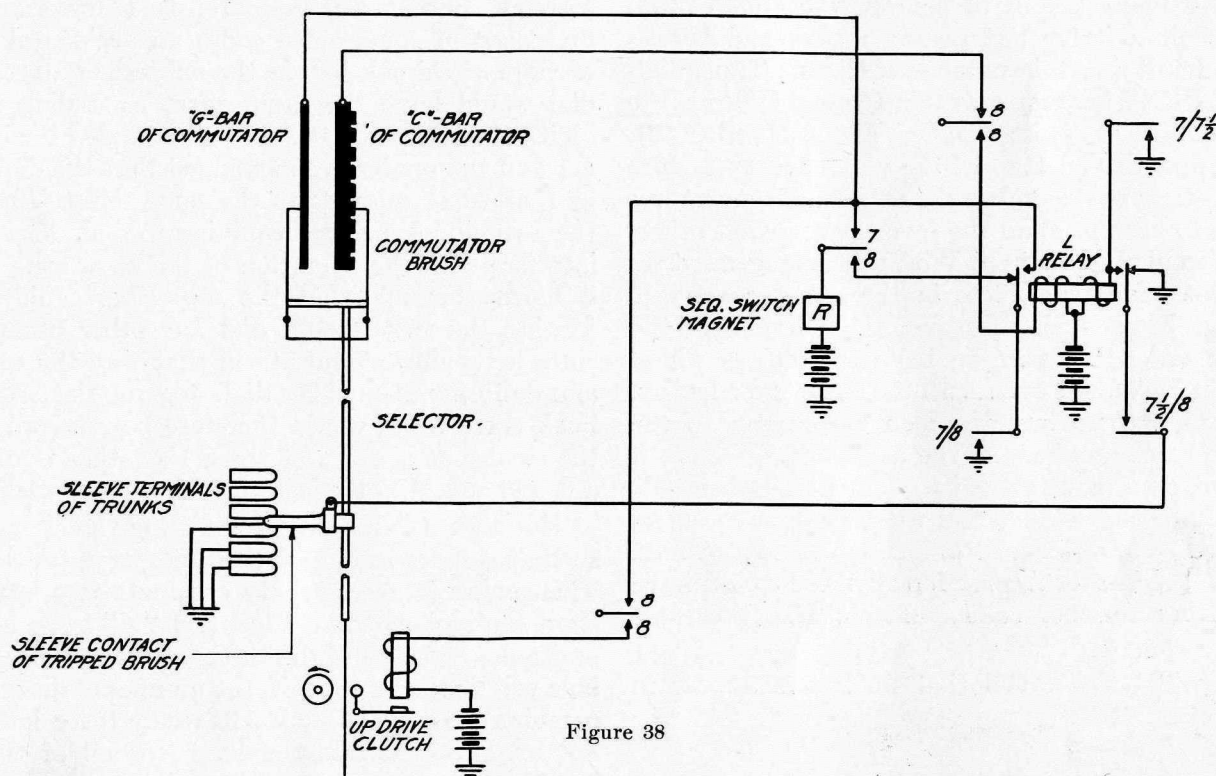 "G"-BAR
OF COMMUTATOR
"C"-BAR
OF COMMUTATOR
8
8
7/7½
COMMUTATOR
BRUSH
7
8
L
RELAY
SEQ. SWITCH
MAGNET
R
SELECTOR.
7/8
7½/8
SLEEVE TERMINALS
OF TRUNKS
8
8
SLEEVE CONTACT
OF TRIPPED BRUSH
UP DRIVE
CLUTCH
Figure 38